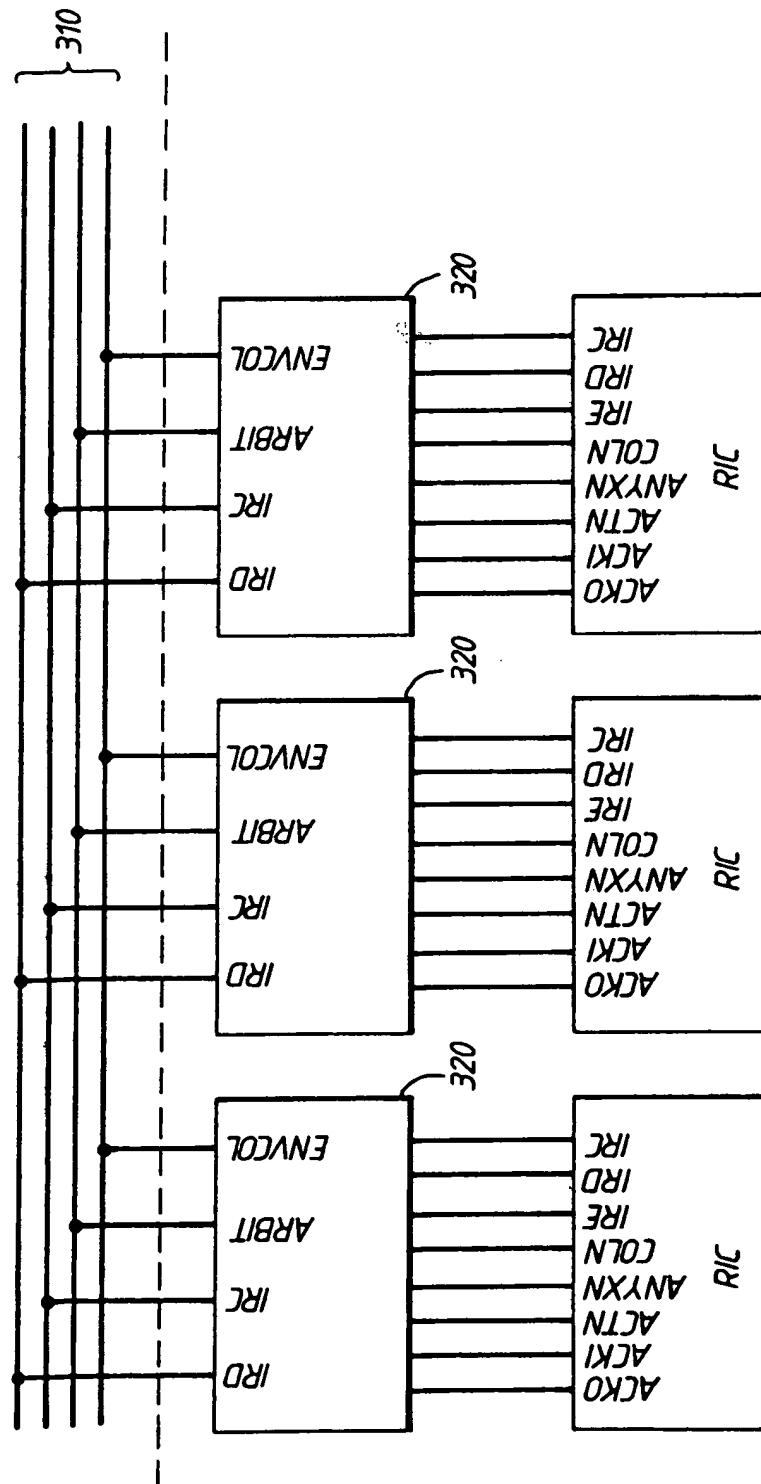 310
IRD
IRC
ARBIT
ENVCOL
320
ACKO
ACKI
ACTN
ANYXN
COLN
IRE
IRD
IRC
RIC
IRD
IRC
ARBIT
ENVCOL
320
ACKO
ACKI
ACTN
ANYXN
COLN
IRE
IRD
IRC
RIC
IRD
IRC
ARBIT
ENVCOL
320
ACKO
ACKI
ACTN
ANYXN
COLN
IRE
IRD
IRC
RIC